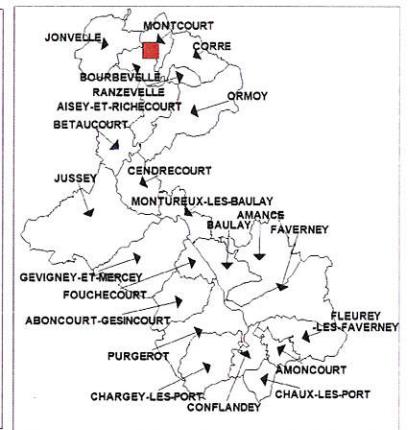 MONTCOURT
JONVELLE
CORRE
BOURBEVELLE
RANZEVELLE
AISEY-ET-RICHECOURT
ORMOY
BETAUCOURT
CENDRECOURT
JUSSEY
MONTUREUX-LES-BAULAY
AMANCE
BAULAY
FAVERNEY
GEVIGNEY-ET-MERCEY
FOUCHECOURT
ABONCOURT-GESINCOURT
FLEUREY
-LES-FAVERNEY
PURGEROT
AMONCOURT
CHARGEY-LES-PORT
CHAUX-LES-PORT
CONFLANDEY